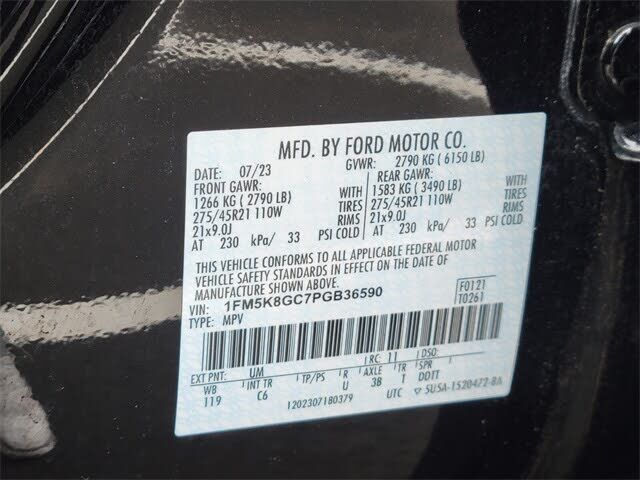 MFD. BY FORD MOTOR CO.
DATE: 07/23 GVWR: 2790 KG ( 6150 LB)
FRONT GAWR: REAR GAWR:
1266 KG ( 2790 LB) WITH 1583 KG ( 3490 LB) WITH
275/45R21 110W TIRES 275/45R21 110W TIRES
21x9.0J RIMS 21x9.0J RIMS
AT 230 kPa/ 33 PSI COLD AT 230 kPa/ 33 PSI COLD
THIS VEHICLE CONFORMS TO ALL APPLICABLE FEDERAL MOTOR
VEHICLE SAFETY STANDARDS IN EFFECT ON THE DATE OF
MANUFACTURE SHOWN ABOVE.
VIN: 1FM5K8GC7PGB36590 F0121
TYPE: MPV T0261
EXT PNT: UM RC: 11 DSO:
WB INT TR TP/PS R AXLE TR SPR
119 C6 U 3B T DDTT
1202307180379 UTC ▽ 5USA-1520472-BA